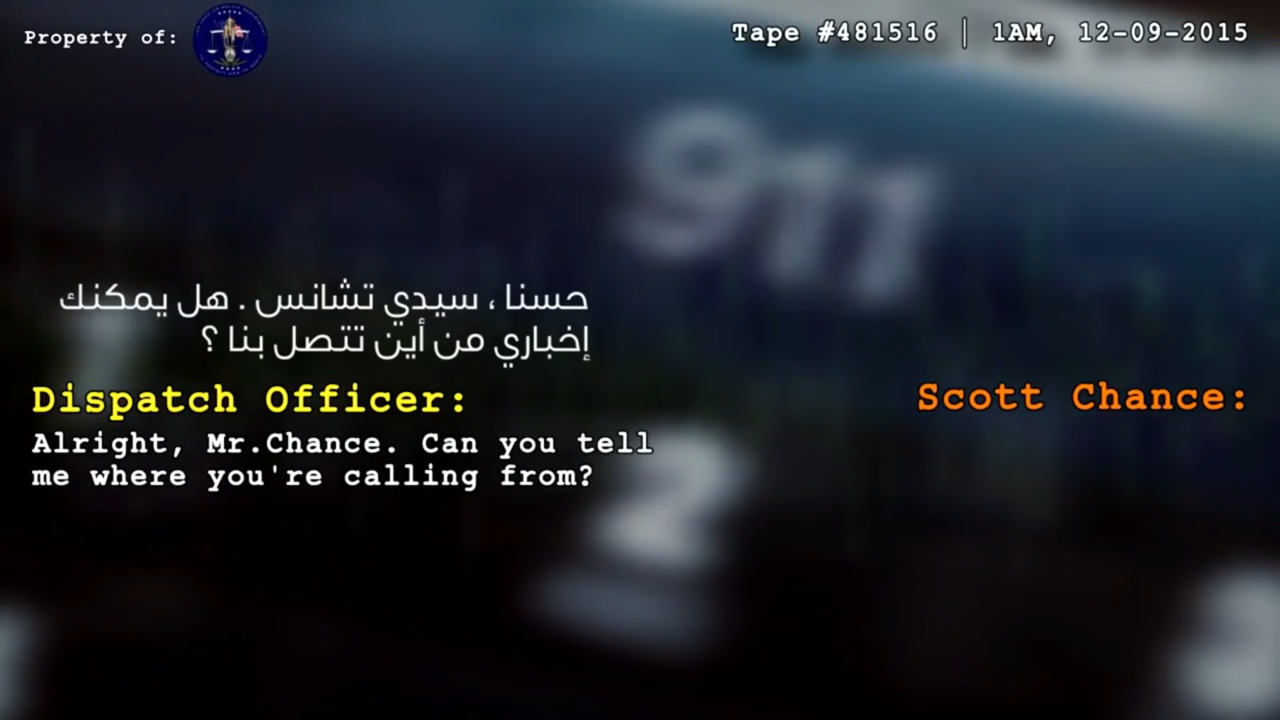 Property of:
Tape #481516 | 1AM, 12-09-2015
911
حسنا ، سيدي تشانس . هل يمكنك
إخباري من أين تتصل بنا ؟
Dispatch Officer:
Scott Chance:
Alright, Mr.Chance. Can you tell
me where you're calling from?
2